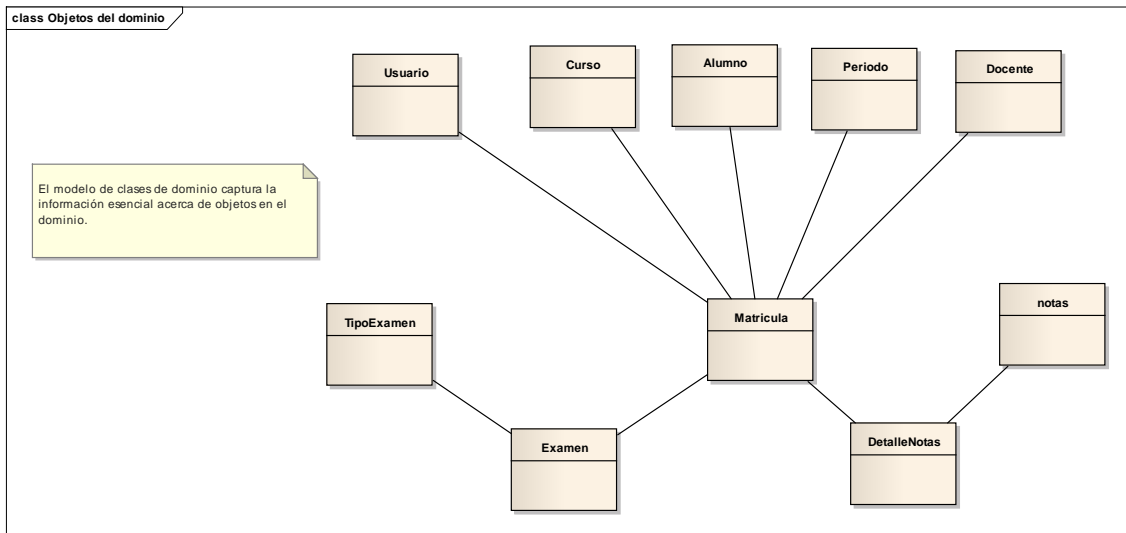 class Objetos del dominio
Usuario
Curso
Alumno
Periodo
Docente
El modelo de clases de dominio captura la
información esencial acerca de objetos en el
dominio.
TipoExamen
Matricula
notas
Examen
DetalleNotas